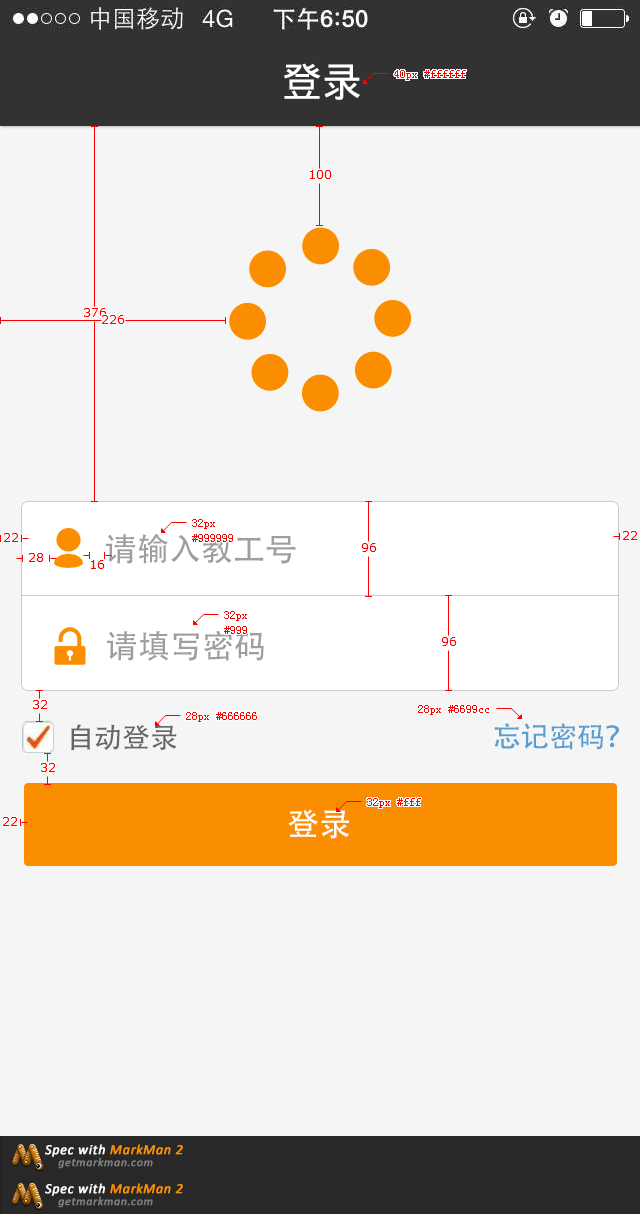 中国移动 4G 下午6:50
登录 40px #ffffff
100
376
226
32px
#999999
22 28 16 请输入教工号 96 22
32px
#999
请填写密码 96
32 28px #666666 28px #6699cc
自动登录 忘记密码?
32
32px #fff
22 登录
Spec with MarkMan 2
getmarkman.com
Spec with MarkMan 2
getmarkman.com